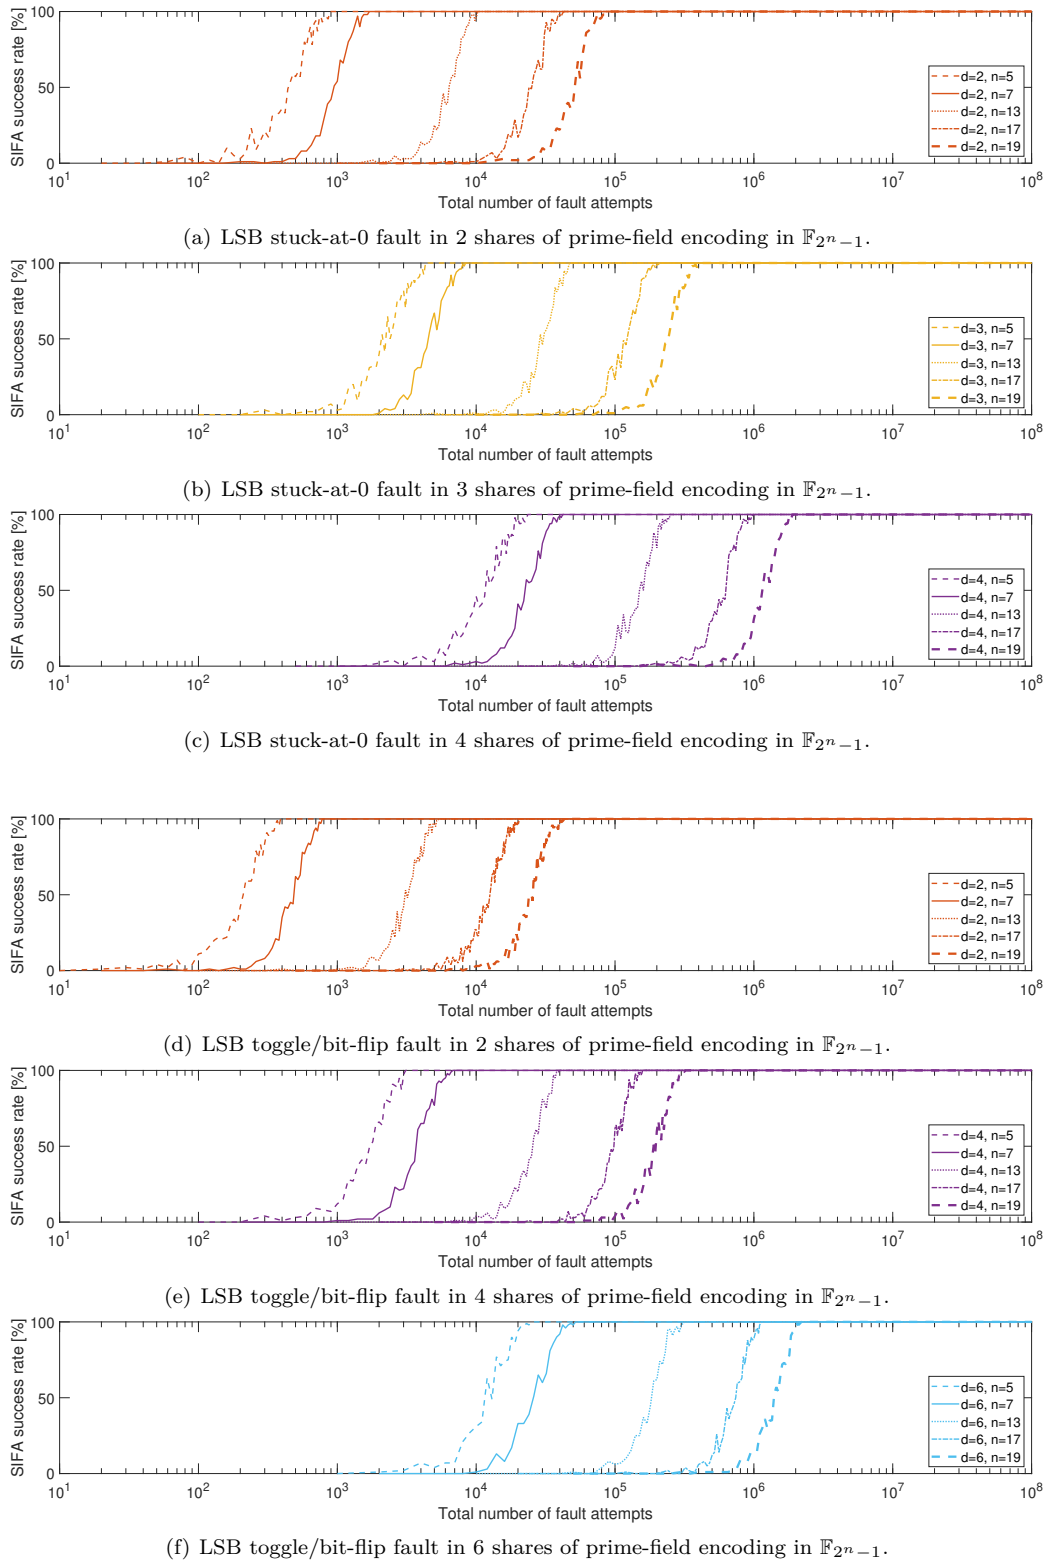 SIFA success rate [%]
100
50
0
10^1 10^2 10^3 10^4 10^5 10^6 10^7 10^8
Total number of fault attempts
d=2, n=5
d=2, n=7
d=2, n=13
d=2, n=17
d=2, n=19
(a) LSB stuck-at-0 fault in 2 shares of prime-field encoding in 𝔽_{2^n−1}.
SIFA success rate [%]
100
50
0
10^1 10^2 10^3 10^4 10^5 10^6 10^7 10^8
Total number of fault attempts
d=3, n=5
d=3, n=7
d=3, n=13
d=3, n=17
d=3, n=19
(b) LSB stuck-at-0 fault in 3 shares of prime-field encoding in 𝔽_{2^n−1}.
SIFA success rate [%]
100
50
0
10^1 10^2 10^3 10^4 10^5 10^6 10^7 10^8
Total number of fault attempts
d=4, n=5
d=4, n=7
d=4, n=13
d=4, n=17
d=4, n=19
(c) LSB stuck-at-0 fault in 4 shares of prime-field encoding in 𝔽_{2^n−1}.
SIFA success rate [%]
100
50
0
10^1 10^2 10^3 10^4 10^5 10^6 10^7 10^8
Total number of fault attempts
d=2, n=5
d=2, n=7
d=2, n=13
d=2, n=17
d=2, n=19
(d) LSB toggle/bit-flip fault in 2 shares of prime-field encoding in 𝔽_{2^n−1}.
SIFA success rate [%]
100
50
0
10^1 10^2 10^3 10^4 10^5 10^6 10^7 10^8
Total number of fault attempts
d=4, n=5
d=4, n=7
d=4, n=13
d=4, n=17
d=4, n=19
(e) LSB toggle/bit-flip fault in 4 shares of prime-field encoding in 𝔽_{2^n−1}.
SIFA success rate [%]
100
50
0
10^1 10^2 10^3 10^4 10^5 10^6 10^7 10^8
Total number of fault attempts
d=6, n=5
d=6, n=7
d=6, n=13
d=6, n=17
d=6, n=19
(f) LSB toggle/bit-flip fault in 6 shares of prime-field encoding in 𝔽_{2^n−1}.